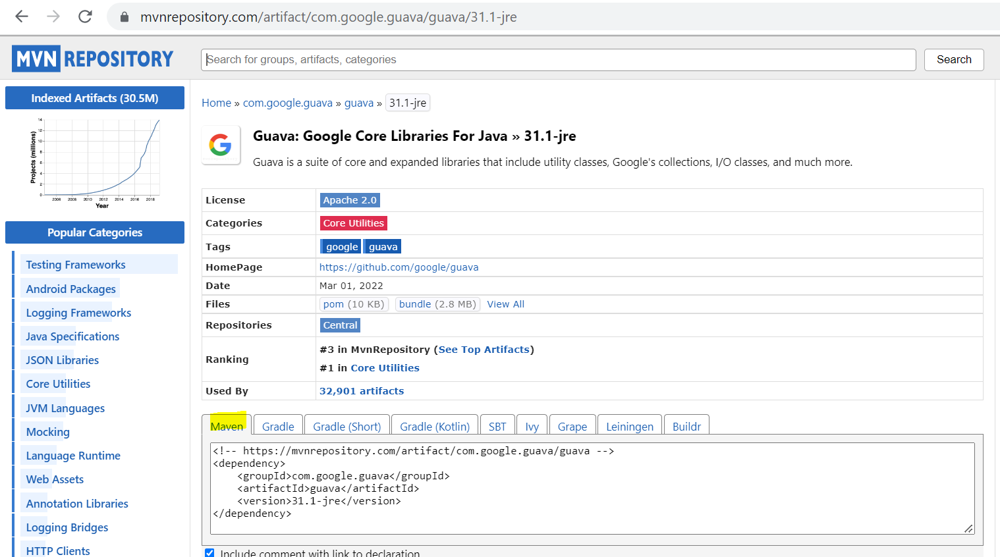 mvnrepository.com/artifact/com.google.guava/guava/31.1-jre
MVN REPOSITORY
Search for groups, artifacts, categories
Search
Indexed Artifacts (30.5M)
Projects (millions)
14
12
10
8
6
4
2
0
2006 2008 2010 2012 2014 2016 2018
Year
Popular Categories
Testing Frameworks
Android Packages
Logging Frameworks
Java Specifications
JSON Libraries
Core Utilities
JVM Languages
Mocking
Language Runtime
Web Assets
Annotation Libraries
Logging Bridges
HTTP Clients
Home » com.google.guava » guava » 31.1-jre
Guava: Google Core Libraries For Java » 31.1-jre
Guava is a suite of core and expanded libraries that include utility classes, Google's collections, I/O classes, and much more.
License Apache 2.0
Categories Core Utilities
Tags google guava
HomePage https://github.com/google/guava
Date Mar 01, 2022
Files pom (10 KB) bundle (2.8 MB) View All
Repositories Central
Ranking #3 in MvnRepository (See Top Artifacts)
#1 in Core Utilities
Used By 32,901 artifacts
Maven Gradle Gradle (Short) Gradle (Kotlin) SBT Ivy Grape Leiningen Buildr
<!-- https://mvnrepository.com/artifact/com.google.guava/guava -->
<dependency>
    <groupId>com.google.guava</groupId>
    <artifactId>guava</artifactId>
    <version>31.1-jre</version>
</dependency>
Include comment with link to declaration